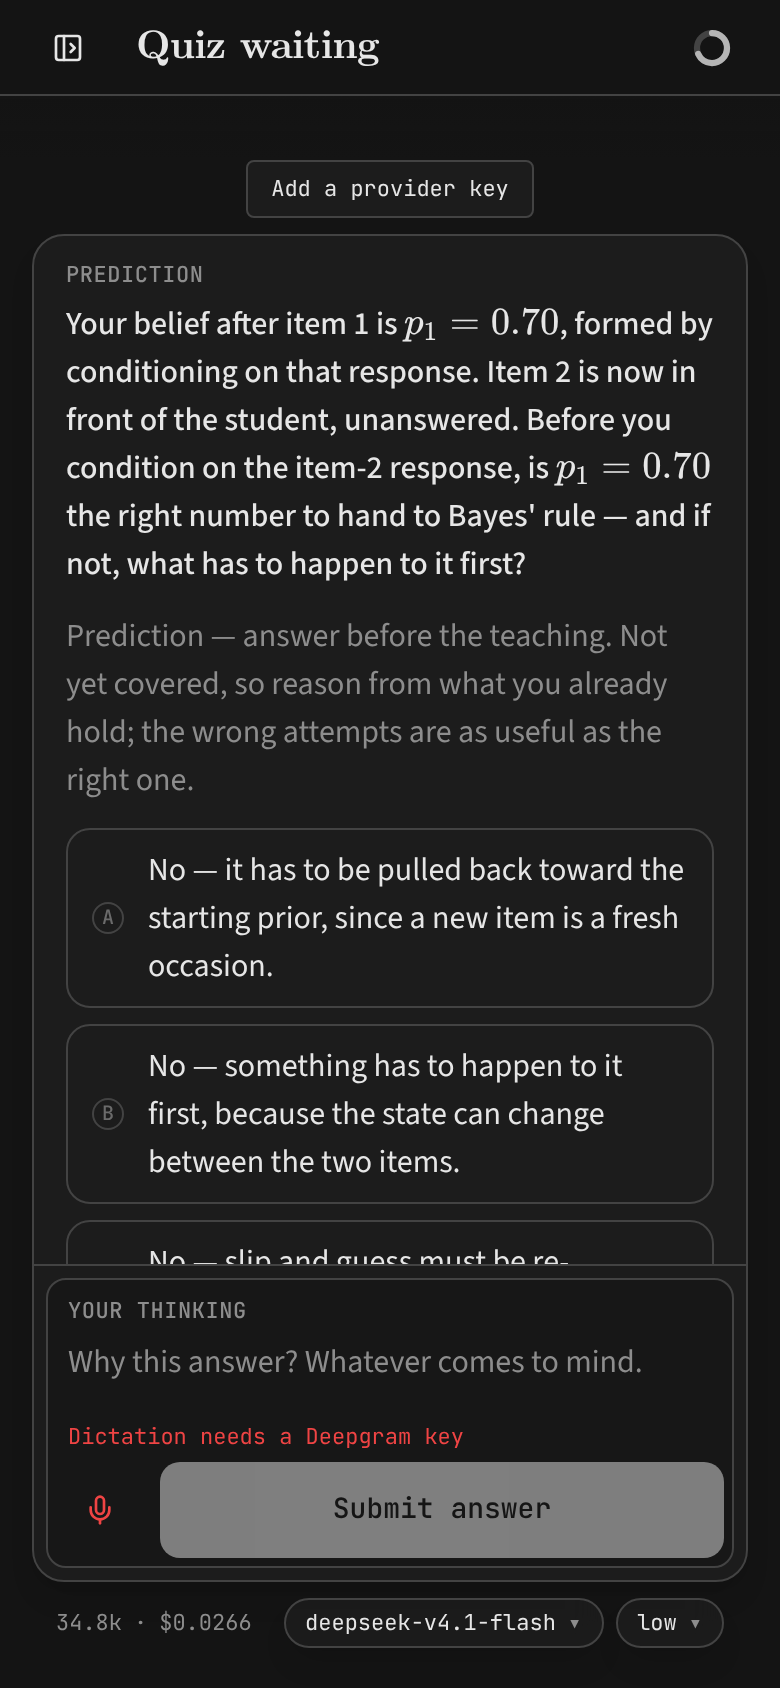 Quiz waiting
Add a provider key
PREDICTION
Your belief after item 1 is p₁ = 0.70, formed by
conditioning on that response. Item 2 is now in
front of the student, unanswered. Before you
condition on the item-2 response, is p₁ = 0.70
the right number to hand to Bayes' rule — and if
not, what has to happen to it first?
Prediction — answer before the teaching. Not
yet covered, so reason from what you already
hold; the wrong attempts are as useful as the
right one.
A
No — it has to be pulled back toward the
starting prior, since a new item is a fresh
occasion.
B
No — something has to happen to it
first, because the state can change
between the two items.
No — slip and guess must be re-
YOUR THINKING
Why this answer? Whatever comes to mind.
Dictation needs a Deepgram key
Submit answer
34.8k · $0.0266
deepseek-v4.1-flash ▾
low ▾